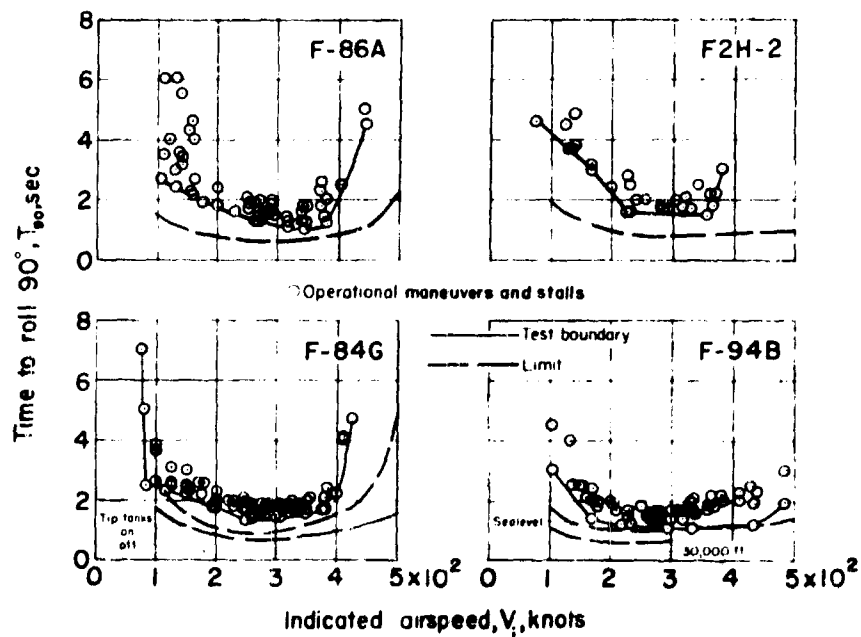 8
6
4
2
0
F-86A
F2H-2
Operational maneuvers and stalls
8
6
4
2
0
F-84G
F-94B
Test boundary
Limit
Tip tanks
on
off
Sea level
30,000 ft
0 1 2 3 4 5x10²
0 1 2 3 4 5x10²
Time to roll 90°, T₉₀, sec
Indicated airspeed, Vᵢ, knots